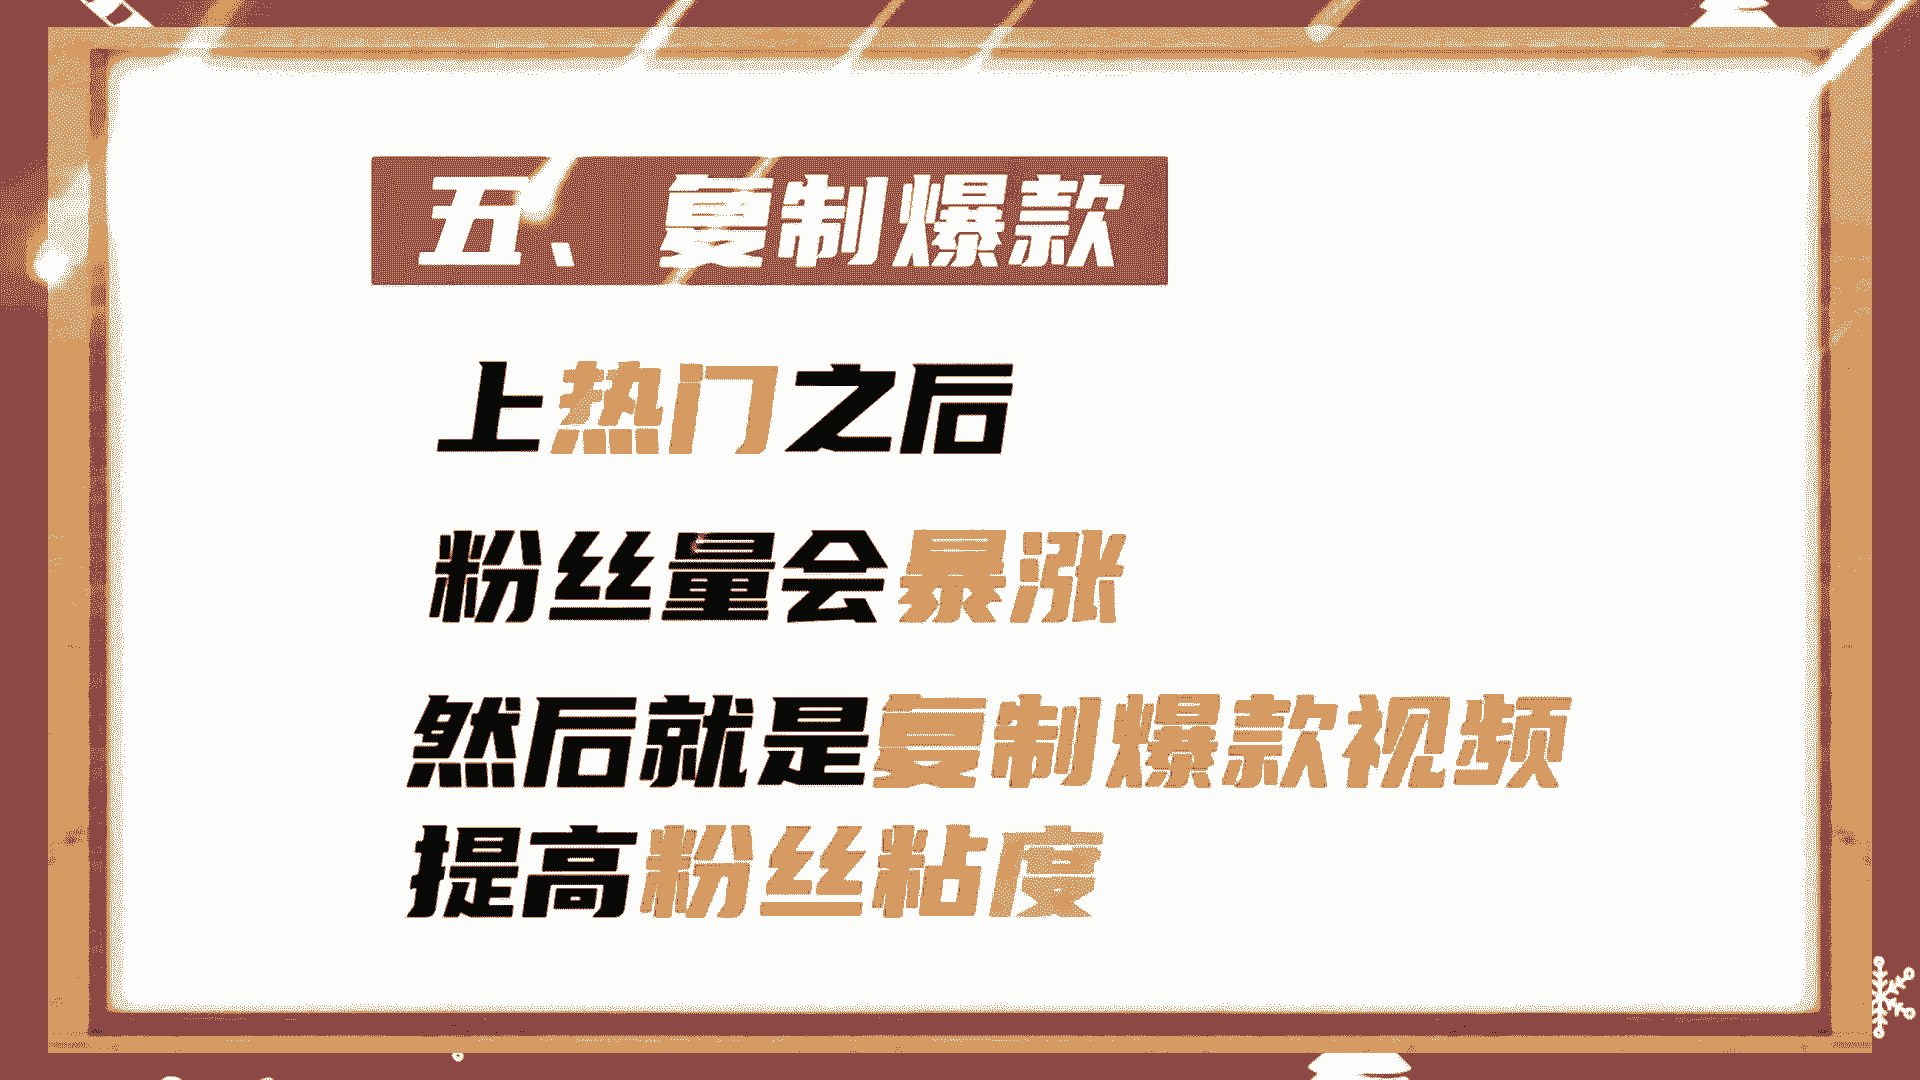 五、复制爆款
上热门之后
粉丝量会暴涨
然后就是复制爆款视频
提高粉丝粘度